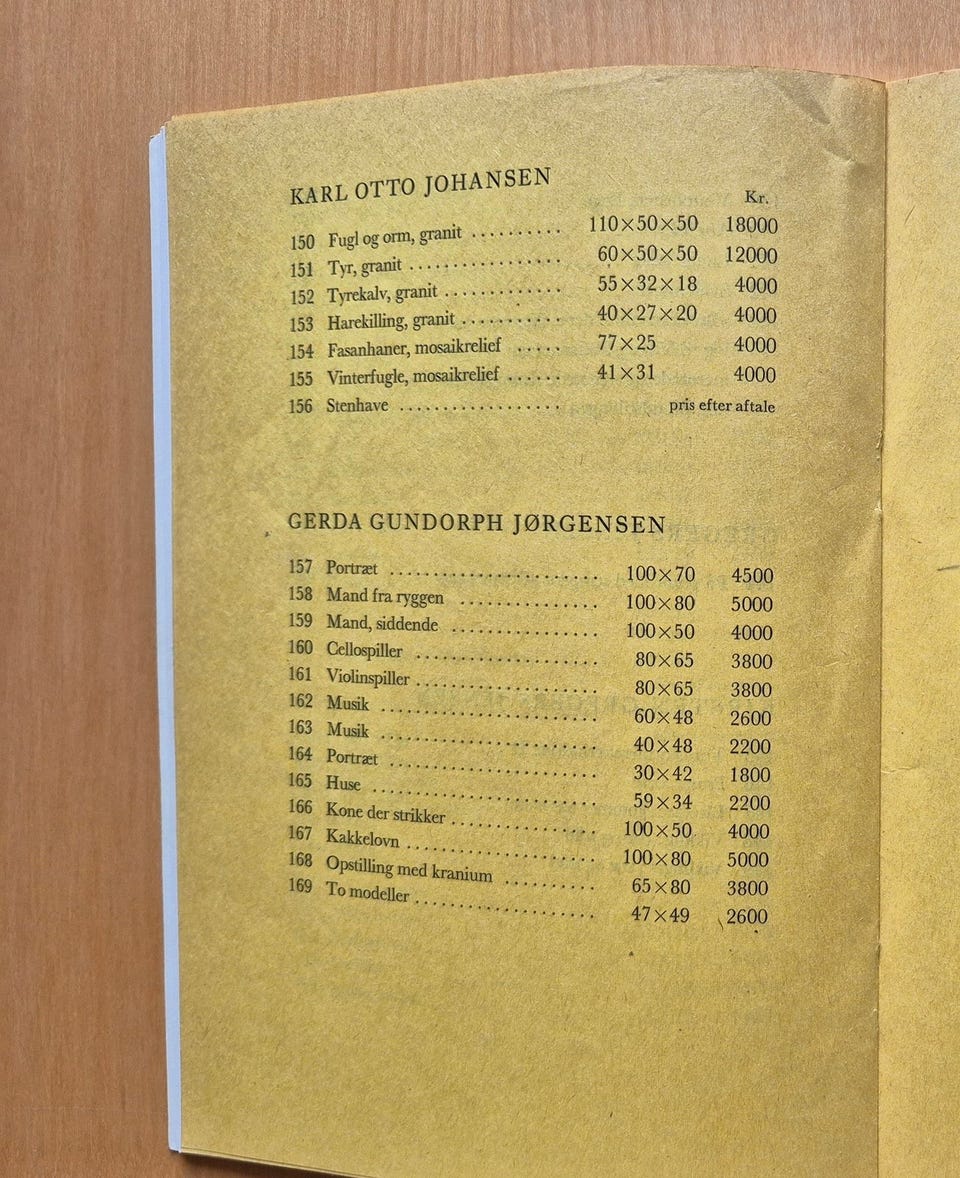 KARL OTTO JOHANSEN
Kr.
150 Fugl og orm, granit .......... 110×50×50 18000
151 Tyr, granit ................ 60×50×50 12000
152 Tyrekalv, granit ............. 55×32×18 4000
153 Harekilling, granit ........... 40×27×20 4000
154 Fasanhaner, mosaikrelief ..... 77×25 4000
155 Vinterfugle, mosaikrelief ...... 41×31 4000
156 Stenhave .................. pris efter aftale
GERDA GUNDORPH JØRGENSEN
157 Portræt ....................... 100×70 4500
158 Mand fra ryggen ............... 100×80 5000
159 Mand, siddende ................ 100×50 4000
160 Cellospiller .................... 80×65 3800
161 Violinspiller .................... 80×65 3800
162 Musik ........................ 60×48 2600
163 Musik ........................ 40×48 2200
164 Portræt ....................... 30×42 1800
165 Huse ......................... 59×34 2200
166 Kone der strikker ................ 100×50 4000
167 Kakkelovn ..................... 100×80 5000
168 Opstilling med kranium .......... 65×80 3800
169 To modeller .................... 47×49 2600